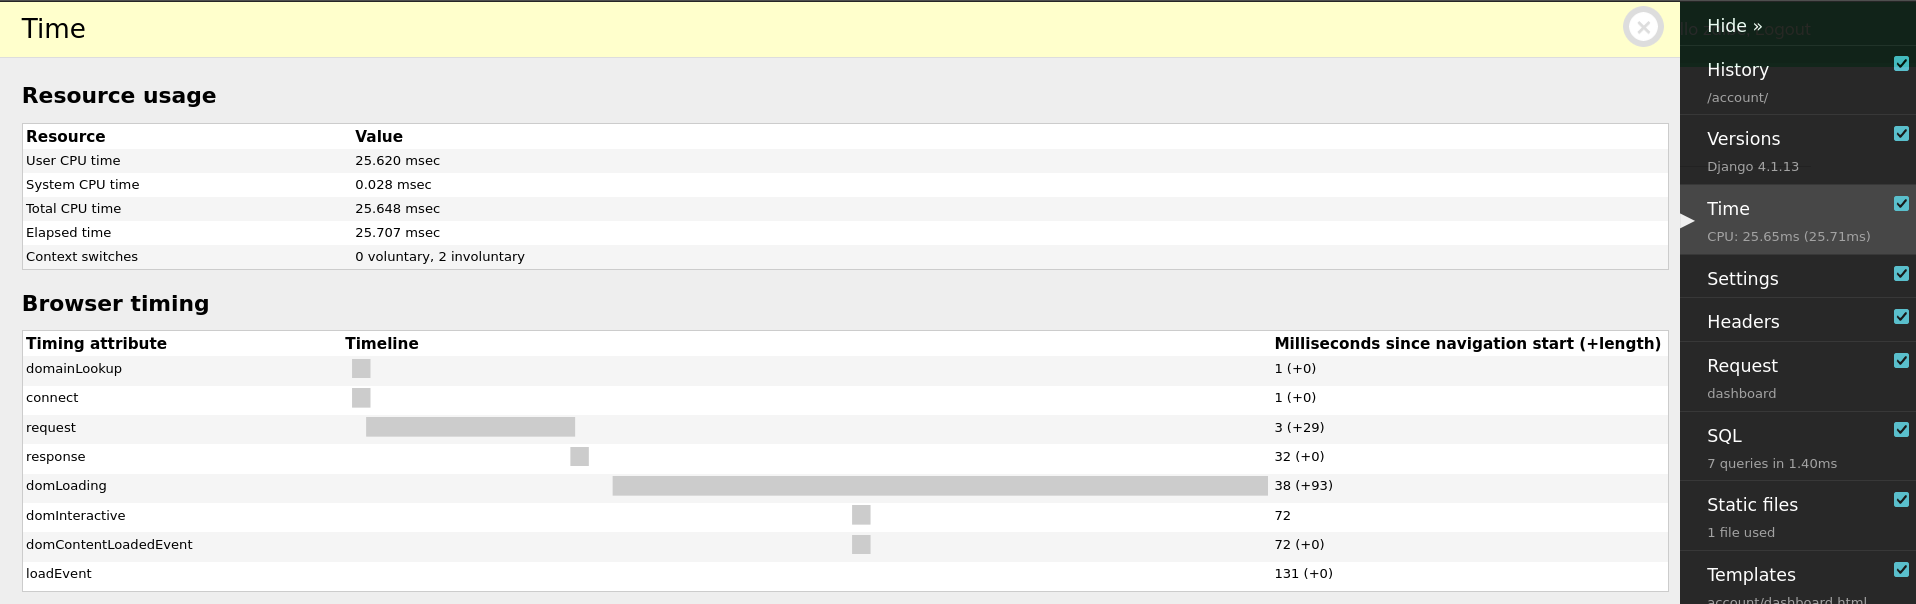 Time
Resource usage
Resource Value
User CPU time 25.620 msec
System CPU time 0.028 msec
Total CPU time 25.648 msec
Elapsed time 25.707 msec
Context switches 0 voluntary, 2 involuntary
Browser timing
Timing attribute Timeline Milliseconds since navigation start (+length)
domainLookup 1 (+0)
connect 1 (+0)
request 3 (+29)
response 32 (+0)
domLoading 38 (+93)
domInteractive 72
domContentLoadedEvent 72 (+0)
loadEvent 131 (+0)
Hide »
History
/account/
Versions
Django 4.1.13
Time
CPU: 25.65ms (25.71ms)
Settings
Headers
Request
dashboard
SQL
7 queries in 1.40ms
Static files
1 file used
Templates
account/dashboard.html